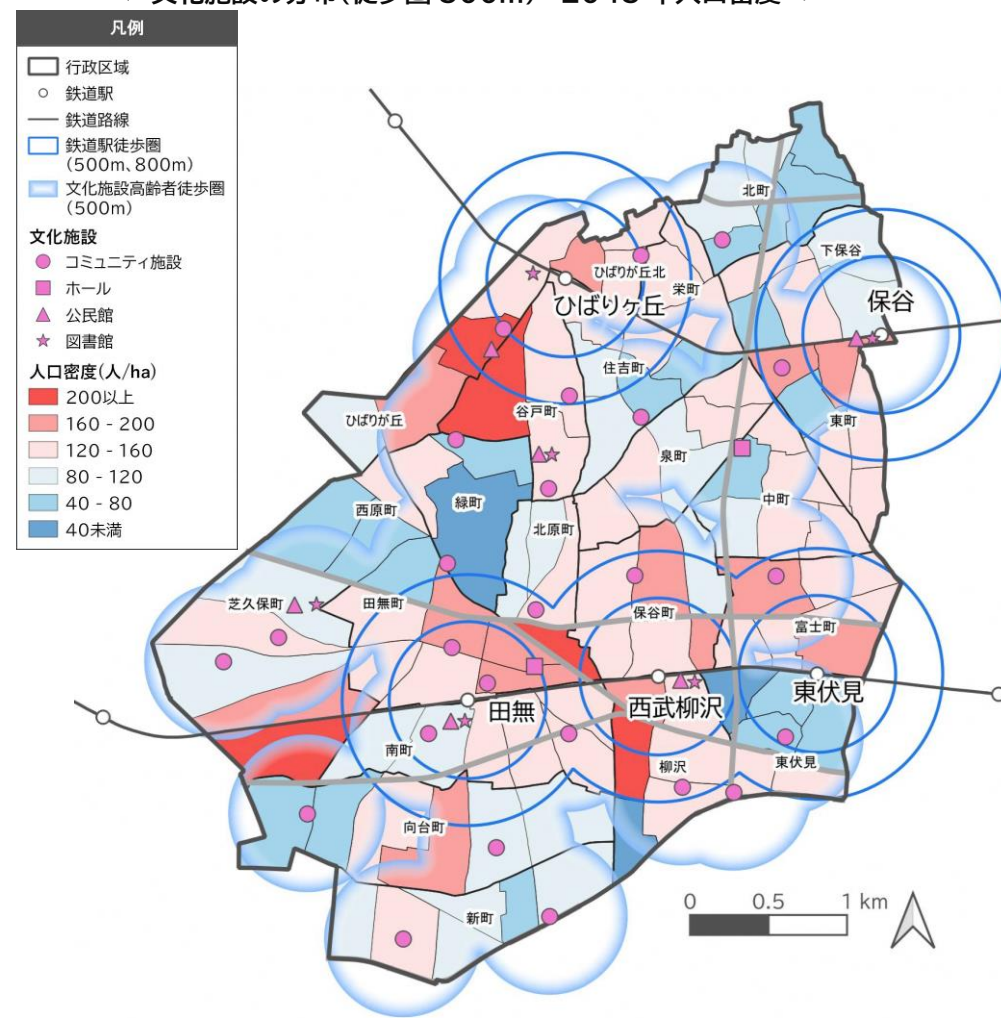 凡例
行政区域
鉄道駅
鉄道路線
鉄道駅徒歩圏
(500m、800m)
文化施設高齢者徒歩圏
(500m)
文化施設
コミュニティ施設
ホール
公民館
図書館
人口密度(人/ha)
200以上
160 - 200
120 - 160
80 - 120
40 - 80
40未満
北町
下保谷
ひばりが丘北
栄町
ひばりヶ丘
保谷
住吉町
ひばりが丘
谷戸町
東町
泉町
西原町
緑町
北原町
中町
芝久保町
田無町
保谷町
富士町
田無
西武柳沢
東伏見
南町
柳沢
東伏見
向台町
新町
0 0.5 1 km